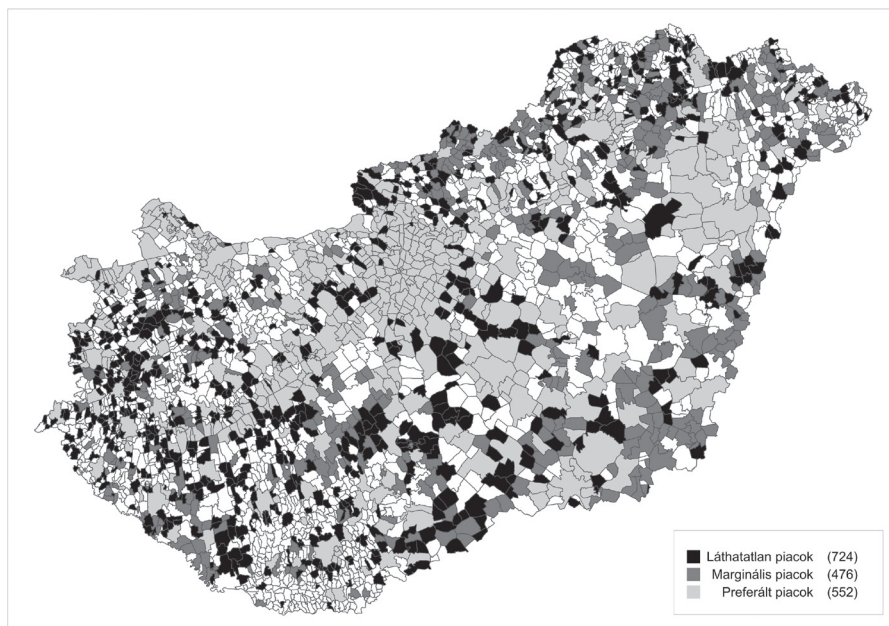 Láthatatlan piacok (724)
Marginális piacok (476)
Preferált piacok (552)